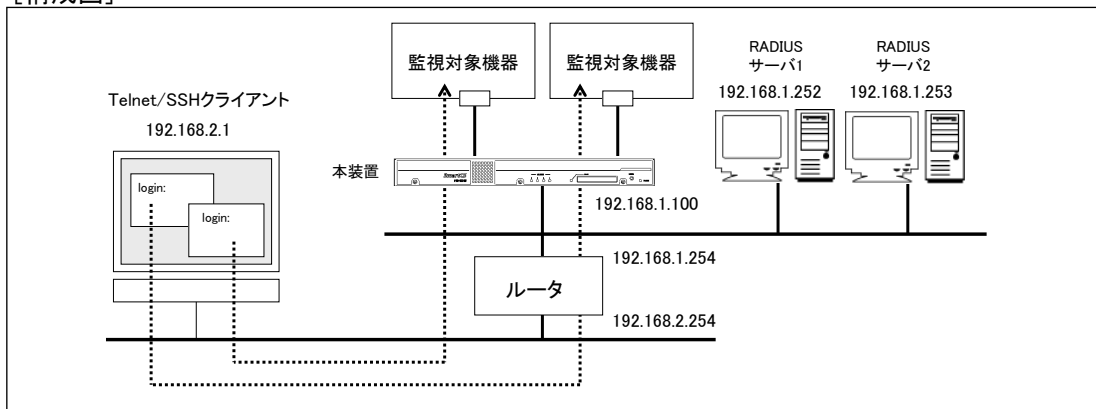 [構成図]
監視対象機器
監視対象機器
RADIUS
サーバ1
192.168.1.252
RADIUS
サーバ2
192.168.1.253
Telnet/SSHクライアント
192.168.2.1
login:
login:
本装置
192.168.1.100
192.168.1.254
ルータ
192.168.2.254